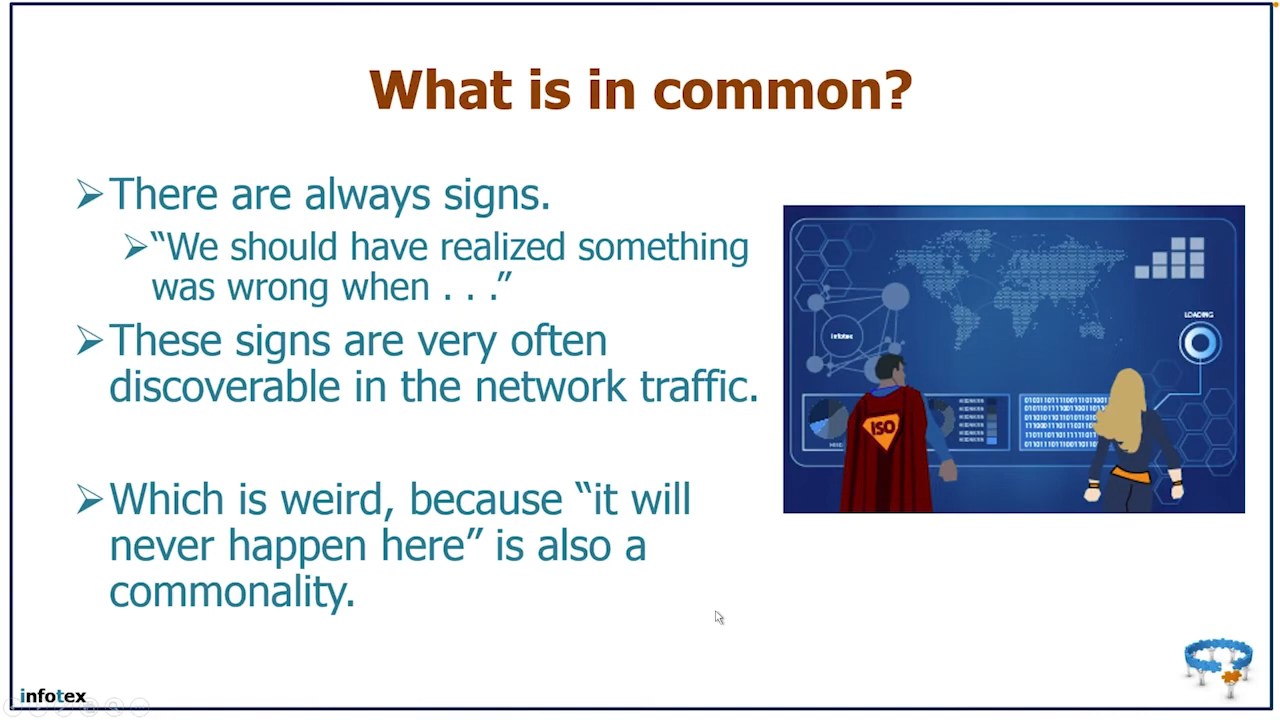 What is in common?
There are always signs.
“We should have realized something
was wrong when . . .”
These signs are very often
discoverable in the network traffic.
Which is weird, because “it will
never happen here” is also a
commonality.
LOADING
infotex
ISO
infotex